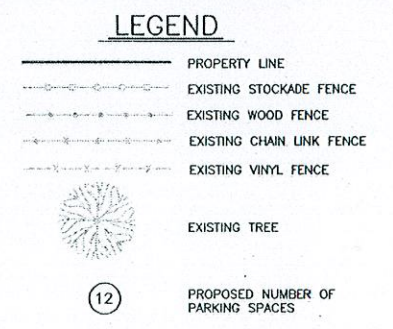 LEGEND
PROPERTY LINE
EXISTING STOCKADE FENCE
EXISTING WOOD FENCE
EXISTING CHAIN LINK FENCE
EXISTING VINYL FENCE
EXISTING TREE
12 PROPOSED NUMBER OF
PARKING SPACES